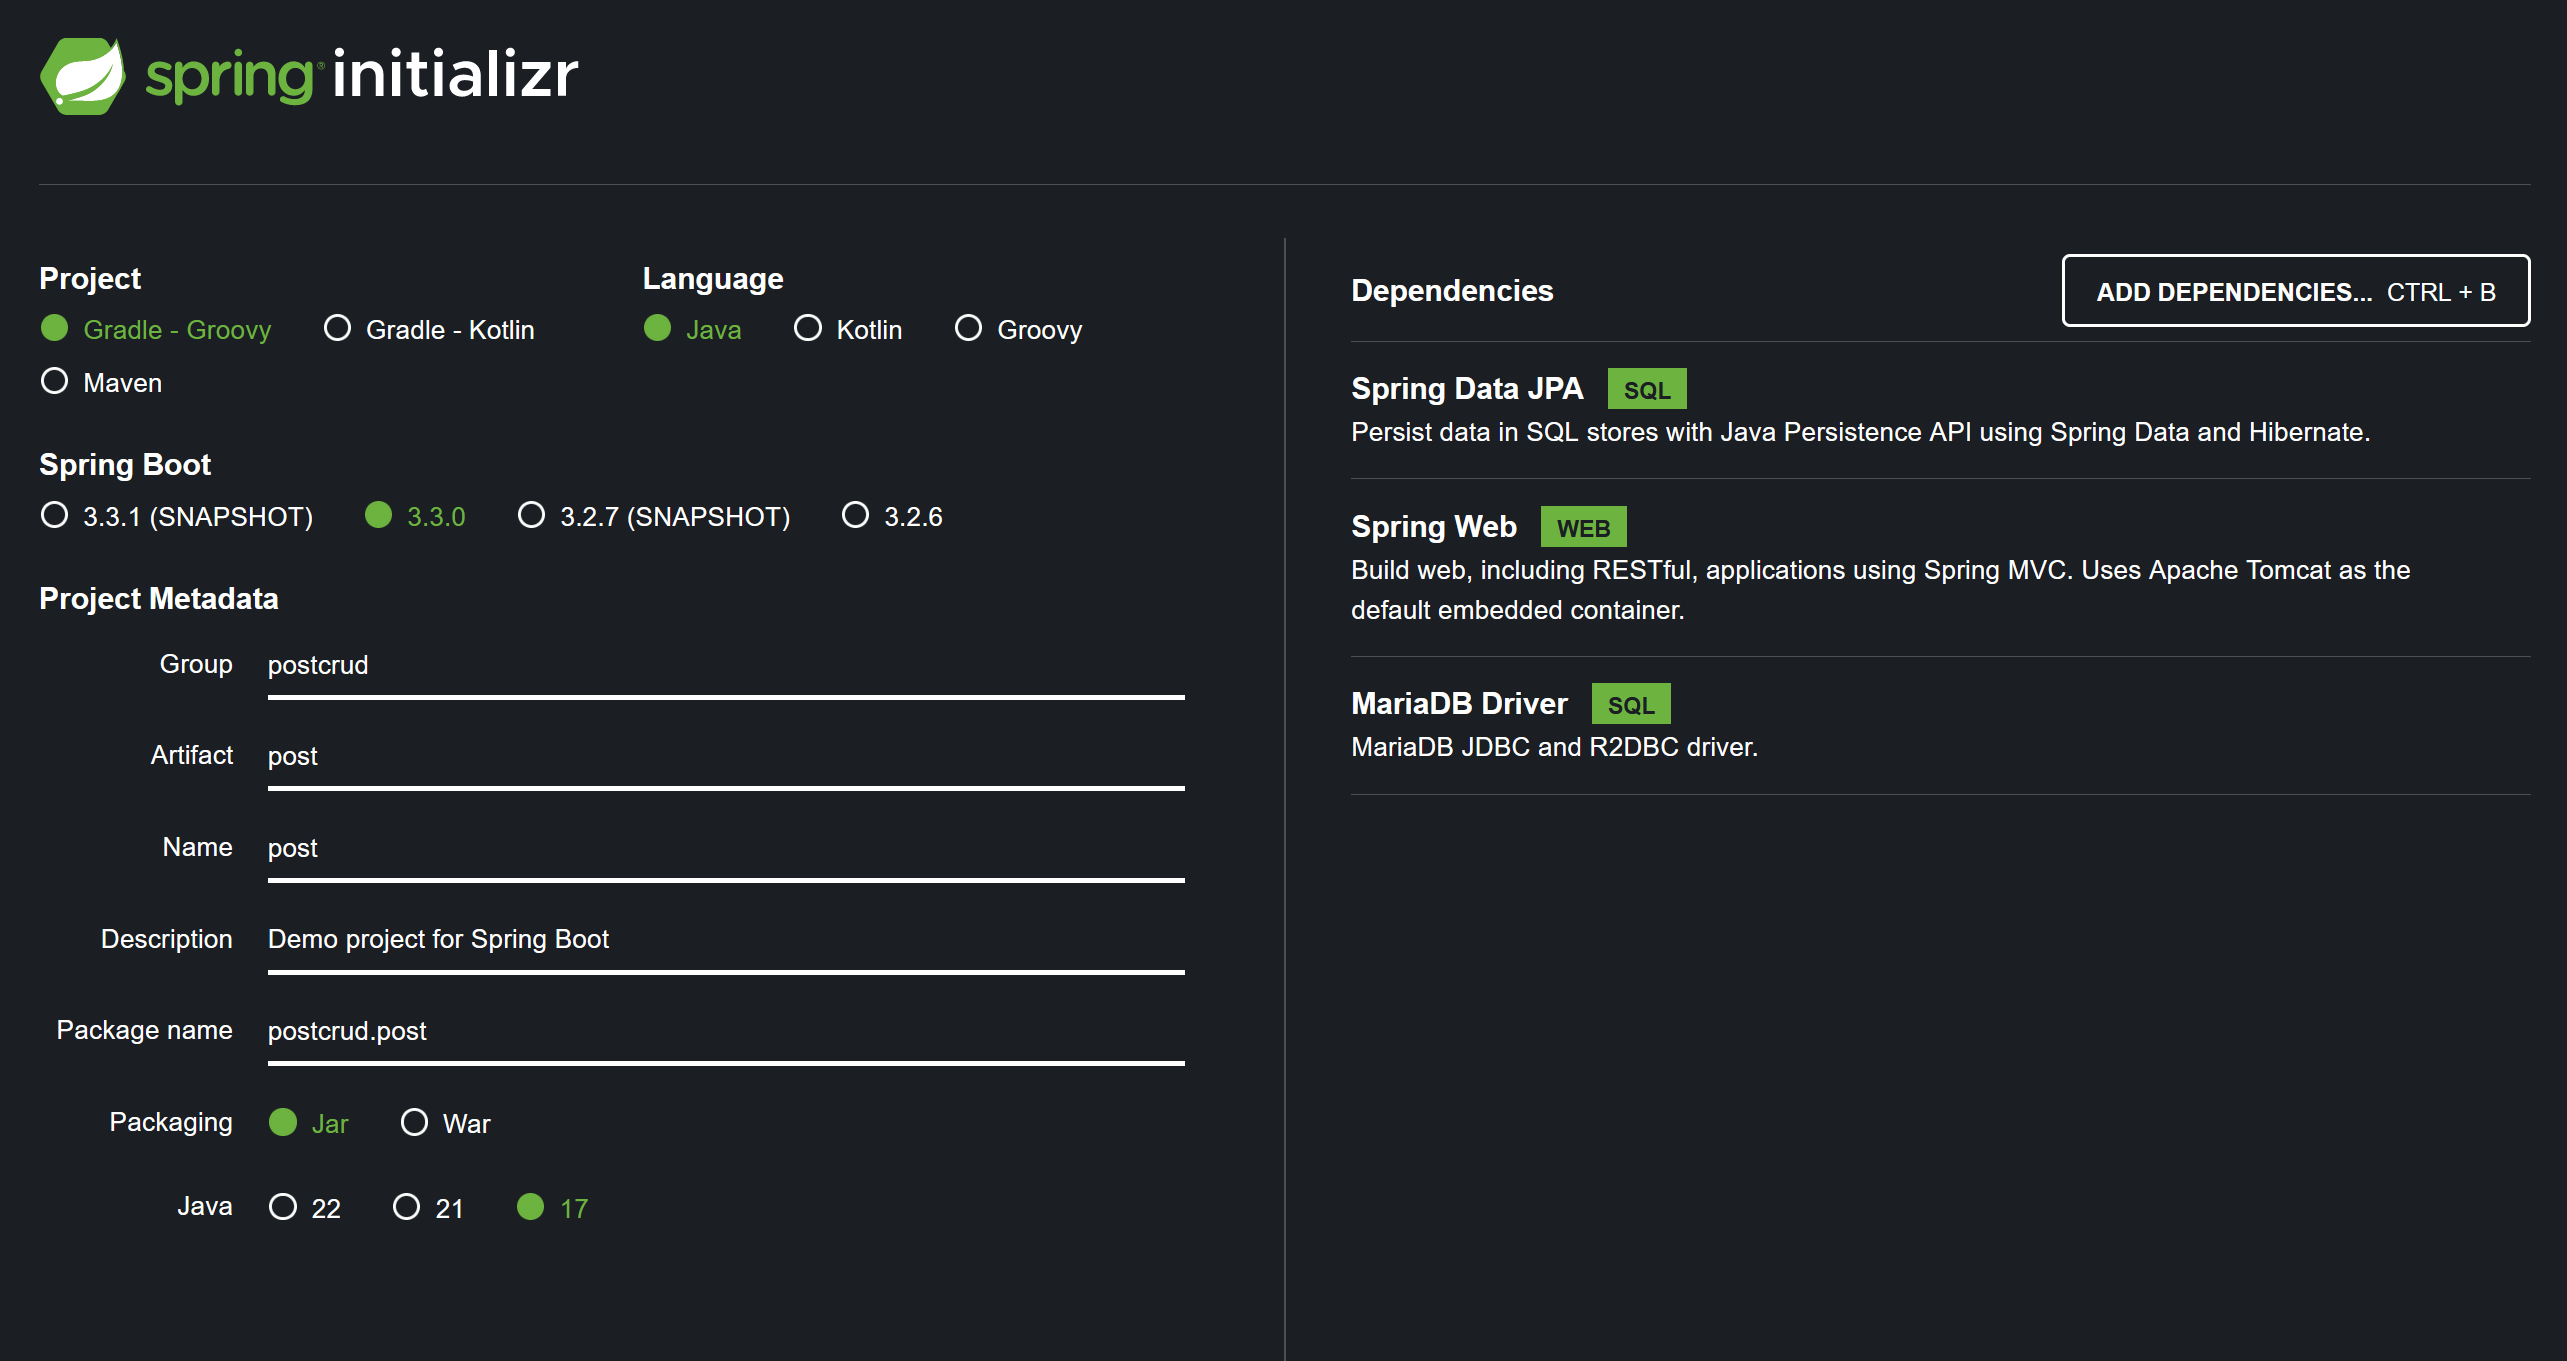 spring® initializr
Project
Gradle - Groovy Gradle - Kotlin
Maven
Language
Java Kotlin Groovy
Spring Boot
3.3.1 (SNAPSHOT) 3.3.0 3.2.7 (SNAPSHOT) 3.2.6
Project Metadata
Group postcrud
Artifact post
Name post
Description Demo project for Spring Boot
Package name postcrud.post
Packaging Jar War
Java 22 21 17
Dependencies ADD DEPENDENCIES... CTRL + B
Spring Data JPA SQL
Persist data in SQL stores with Java Persistence API using Spring Data and Hibernate.
Spring Web WEB
Build web, including RESTful, applications using Spring MVC. Uses Apache Tomcat as the
default embedded container.
MariaDB Driver SQL
MariaDB JDBC and R2DBC driver.